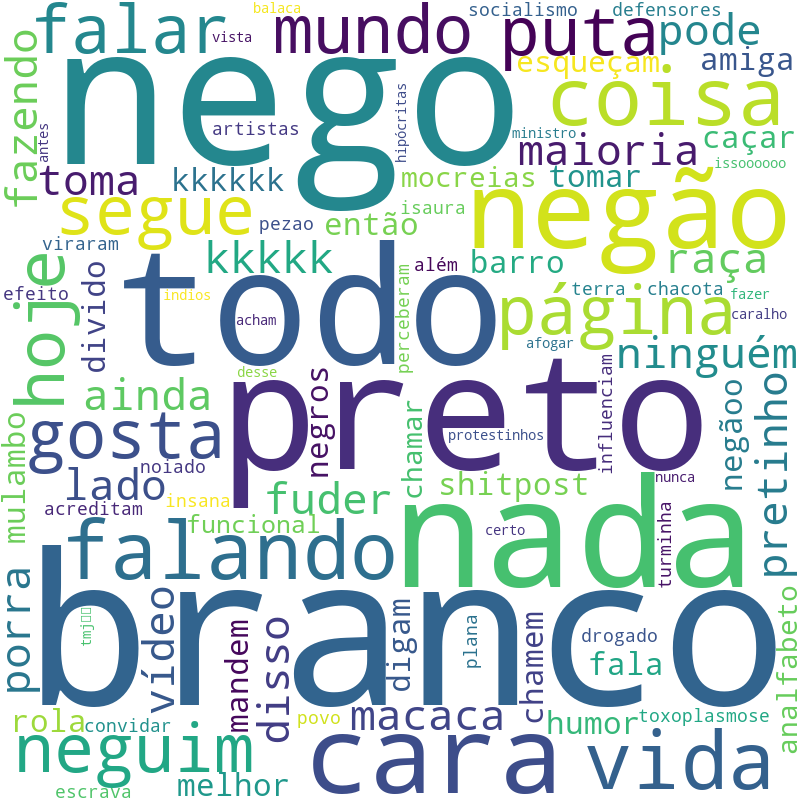 balaca
socialismo
defensores
falar
mundo
puta
pode
vista
nego
esqueçam
amiga
fazendo
antes
artistas
hipócritas
ministro
coisa
caçar
maioria
issoooooo
toma
kkkkkk
mocreias
tomar
segue
pezao
então
isaura
negão
viraram
kkkkk
além
barro
raça
hoje
efeito
divido
indios
todo
perceberam
terra
chacota
fazer
acham
página
caralho
afogar
desse
ninguém
ainda
negros
preto
influenciam
mulambo
gosta
chamar
protestinhos
negãoo
pretinho
noiado
lado
insana
shitpost
nunca
acreditam
fuder
funcional
nada
turminha
falando
certo
porra
branco
analfabeto
tmj
vídeo
mandem
disso
digam
plana
chamem
drogado
fala
rola
convidar
povo
macaca
humor
toxoplasmose
neguim
cara
vida
melhor
escrava